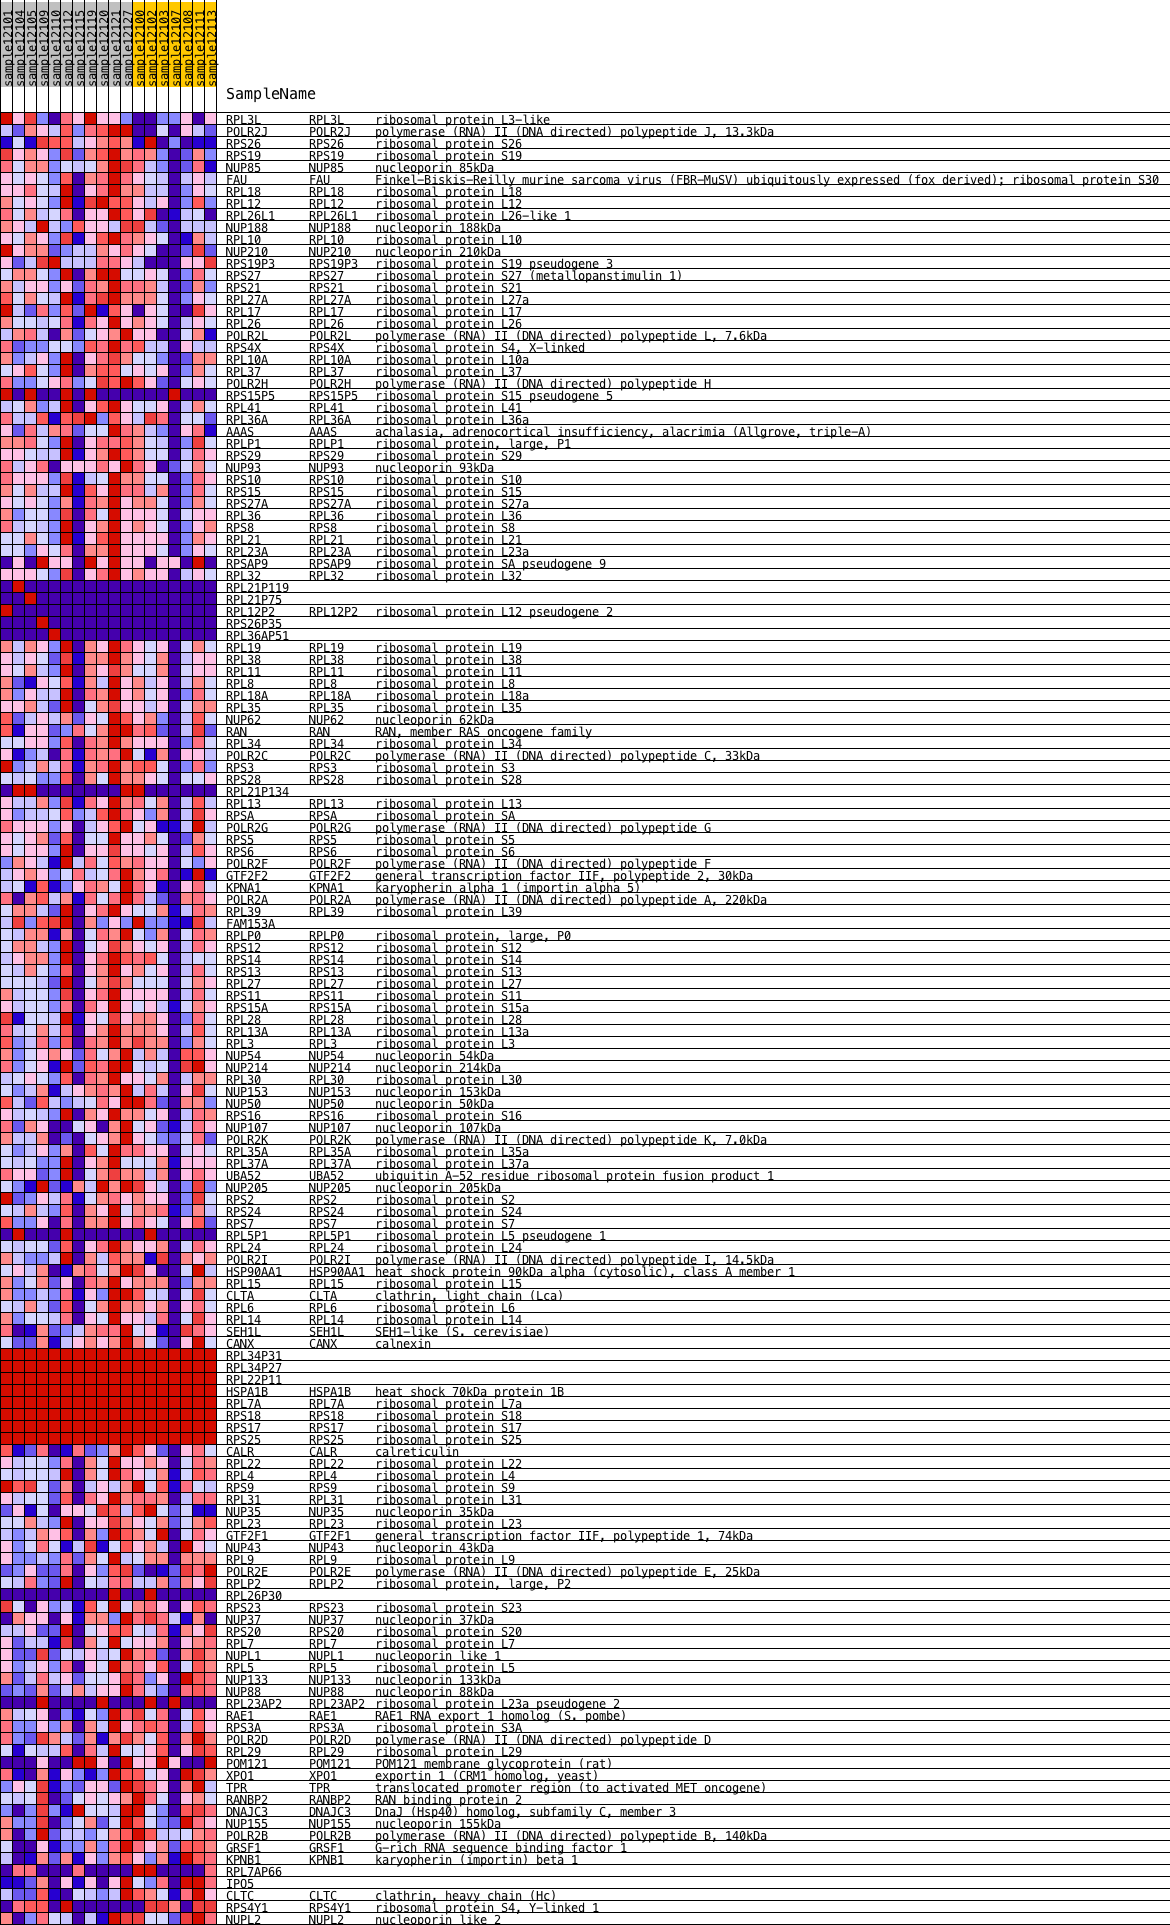 sample12101
sample12104
sample12105
sample12109
sample12110
sample12112
sample12115
sample12119
sample12120
sample12121
sample12127
sample12100
sample12102
sample12103
sample12107
sample12108
sample12111
sample12113
SampleName
RPL3L RPL3L ribosomal protein L3-like
POLR2J POLR2J polymerase (RNA) II (DNA directed) polypeptide J, 13.3kDa
RPS26 RPS26 ribosomal protein S26
RPS19 RPS19 ribosomal protein S19
NUP85 NUP85 nucleoporin 85kDa
FAU FAU Finkel-Biskis-Reilly murine sarcoma virus (FBR-MuSV) ubiquitously expressed (fox derived); ribosomal protein S30
RPL18 RPL18 ribosomal protein L18
RPL12 RPL12 ribosomal protein L12
RPL26L1 RPL26L1 ribosomal protein L26-like 1
NUP188 NUP188 nucleoporin 188kDa
RPL10 RPL10 ribosomal protein L10
NUP210 NUP210 nucleoporin 210kDa
RPS19P3 RPS19P3 ribosomal protein S19 pseudogene 3
RPS27 RPS27 ribosomal protein S27 (metallopanstimulin 1)
RPS21 RPS21 ribosomal protein S21
RPL27A RPL27A ribosomal protein L27a
RPL17 RPL17 ribosomal protein L17
RPL26 RPL26 ribosomal protein L26
POLR2L POLR2L polymerase (RNA) II (DNA directed) polypeptide L, 7.6kDa
RPS4X RPS4X ribosomal protein S4, X-linked
RPL10A RPL10A ribosomal protein L10a
RPL37 RPL37 ribosomal protein L37
POLR2H POLR2H polymerase (RNA) II (DNA directed) polypeptide H
RPS15P5 RPS15P5 ribosomal protein S15 pseudogene 5
RPL41 RPL41 ribosomal protein L41
RPL36A RPL36A ribosomal protein L36a
AAAS AAAS achalasia, adrenocortical insufficiency, alacrimia (Allgrove, triple-A)
RPLP1 RPLP1 ribosomal protein, large, P1
RPS29 RPS29 ribosomal protein S29
NUP93 NUP93 nucleoporin 93kDa
RPS10 RPS10 ribosomal protein S10
RPS15 RPS15 ribosomal protein S15
RPS27A RPS27A ribosomal protein S27a
RPL36 RPL36 ribosomal protein L36
RPS8 RPS8 ribosomal protein S8
RPL21 RPL21 ribosomal protein L21
RPL23A RPL23A ribosomal protein L23a
RPSAP9 RPSAP9 ribosomal protein SA pseudogene 9
RPL32 RPL32 ribosomal protein L32
RPL21P119
RPL21P75
RPL12P2 RPL12P2 ribosomal protein L12 pseudogene 2
RPS26P35
RPL36AP51
RPL19 RPL19 ribosomal protein L19
RPL38 RPL38 ribosomal protein L38
RPL11 RPL11 ribosomal protein L11
RPL8 RPL8 ribosomal protein L8
RPL18A RPL18A ribosomal protein L18a
RPL35 RPL35 ribosomal protein L35
NUP62 NUP62 nucleoporin 62kDa
RAN RAN RAN, member RAS oncogene family
RPL34 RPL34 ribosomal protein L34
POLR2C POLR2C polymerase (RNA) II (DNA directed) polypeptide C, 33kDa
RPS3 RPS3 ribosomal protein S3
RPS28 RPS28 ribosomal protein S28
RPL21P134
RPL13 RPL13 ribosomal protein L13
RPSA RPSA ribosomal protein SA
POLR2G POLR2G polymerase (RNA) II (DNA directed) polypeptide G
RPS5 RPS5 ribosomal protein S5
RPS6 RPS6 ribosomal protein S6
POLR2F POLR2F polymerase (RNA) II (DNA directed) polypeptide F
GTF2F2 GTF2F2 general transcription factor IIF, polypeptide 2, 30kDa
KPNA1 KPNA1 karyopherin alpha 1 (importin alpha 5)
POLR2A POLR2A polymerase (RNA) II (DNA directed) polypeptide A, 220kDa
RPL39 RPL39 ribosomal protein L39
FAM153A
RPLP0 RPLP0 ribosomal protein, large, P0
RPS12 RPS12 ribosomal protein S12
RPS14 RPS14 ribosomal protein S14
RPS13 RPS13 ribosomal protein S13
RPL27 RPL27 ribosomal protein L27
RPS11 RPS11 ribosomal protein S11
RPS15A RPS15A ribosomal protein S15a
RPL28 RPL28 ribosomal protein L28
RPL13A RPL13A ribosomal protein L13a
RPL3 RPL3 ribosomal protein L3
NUP54 NUP54 nucleoporin 54kDa
NUP214 NUP214 nucleoporin 214kDa
RPL30 RPL30 ribosomal protein L30
NUP153 NUP153 nucleoporin 153kDa
NUP50 NUP50 nucleoporin 50kDa
RPS16 RPS16 ribosomal protein S16
NUP107 NUP107 nucleoporin 107kDa
POLR2K POLR2K polymerase (RNA) II (DNA directed) polypeptide K, 7.0kDa
RPL35A RPL35A ribosomal protein L35a
RPL37A RPL37A ribosomal protein L37a
UBA52 UBA52 ubiquitin A-52 residue ribosomal protein fusion product 1
NUP205 NUP205 nucleoporin 205kDa
RPS2 RPS2 ribosomal protein S2
RPS24 RPS24 ribosomal protein S24
RPS7 RPS7 ribosomal protein S7
RPL5P1 RPL5P1 ribosomal protein L5 pseudogene 1
RPL24 RPL24 ribosomal protein L24
POLR2I POLR2I polymerase (RNA) II (DNA directed) polypeptide I, 14.5kDa
HSP90AA1 HSP90AA1 heat shock protein 90kDa alpha (cytosolic), class A member 1
RPL15 RPL15 ribosomal protein L15
CLTA CLTA clathrin, light chain (Lca)
RPL6 RPL6 ribosomal protein L6
RPL14 RPL14 ribosomal protein L14
SEH1L SEH1L SEH1-like (S. cerevisiae)
CANX CANX calnexin
RPL34P31
RPL34P27
RPL22P11
HSPA1B HSPA1B heat shock 70kDa protein 1B
RPL7A RPL7A ribosomal protein L7a
RPS18 RPS18 ribosomal protein S18
RPS17 RPS17 ribosomal protein S17
RPS25 RPS25 ribosomal protein S25
CALR CALR calreticulin
RPL22 RPL22 ribosomal protein L22
RPL4 RPL4 ribosomal protein L4
RPS9 RPS9 ribosomal protein S9
RPL31 RPL31 ribosomal protein L31
NUP35 NUP35 nucleoporin 35kDa
RPL23 RPL23 ribosomal protein L23
GTF2F1 GTF2F1 general transcription factor IIF, polypeptide 1, 74kDa
NUP43 NUP43 nucleoporin 43kDa
RPL9 RPL9 ribosomal protein L9
POLR2E POLR2E polymerase (RNA) II (DNA directed) polypeptide E, 25kDa
RPLP2 RPLP2 ribosomal protein, large, P2
RPL26P30
RPS23 RPS23 ribosomal protein S23
NUP37 NUP37 nucleoporin 37kDa
RPS20 RPS20 ribosomal protein S20
RPL7 RPL7 ribosomal protein L7
NUPL1 NUPL1 nucleoporin like 1
RPL5 RPL5 ribosomal protein L5
NUP133 NUP133 nucleoporin 133kDa
NUP88 NUP88 nucleoporin 88kDa
RPL23AP2 RPL23AP2 ribosomal protein L23a pseudogene 2
RAE1 RAE1 RAE1 RNA export 1 homolog (S. pombe)
RPS3A RPS3A ribosomal protein S3A
POLR2D POLR2D polymerase (RNA) II (DNA directed) polypeptide D
RPL29 RPL29 ribosomal protein L29
POM121 POM121 POM121 membrane glycoprotein (rat)
XPO1 XPO1 exportin 1 (CRM1 homolog, yeast)
TPR TPR translocated promoter region (to activated MET oncogene)
RANBP2 RANBP2 RAN binding protein 2
DNAJC3 DNAJC3 DnaJ (Hsp40) homolog, subfamily C, member 3
NUP155 NUP155 nucleoporin 155kDa
POLR2B POLR2B polymerase (RNA) II (DNA directed) polypeptide B, 140kDa
GRSF1 GRSF1 G-rich RNA sequence binding factor 1
KPNB1 KPNB1 karyopherin (importin) beta 1
RPL7AP66
IPO5
CLTC CLTC clathrin, heavy chain (Hc)
RPS4Y1 RPS4Y1 ribosomal protein S4, Y-linked 1
NUPL2 NUPL2 nucleoporin like 2